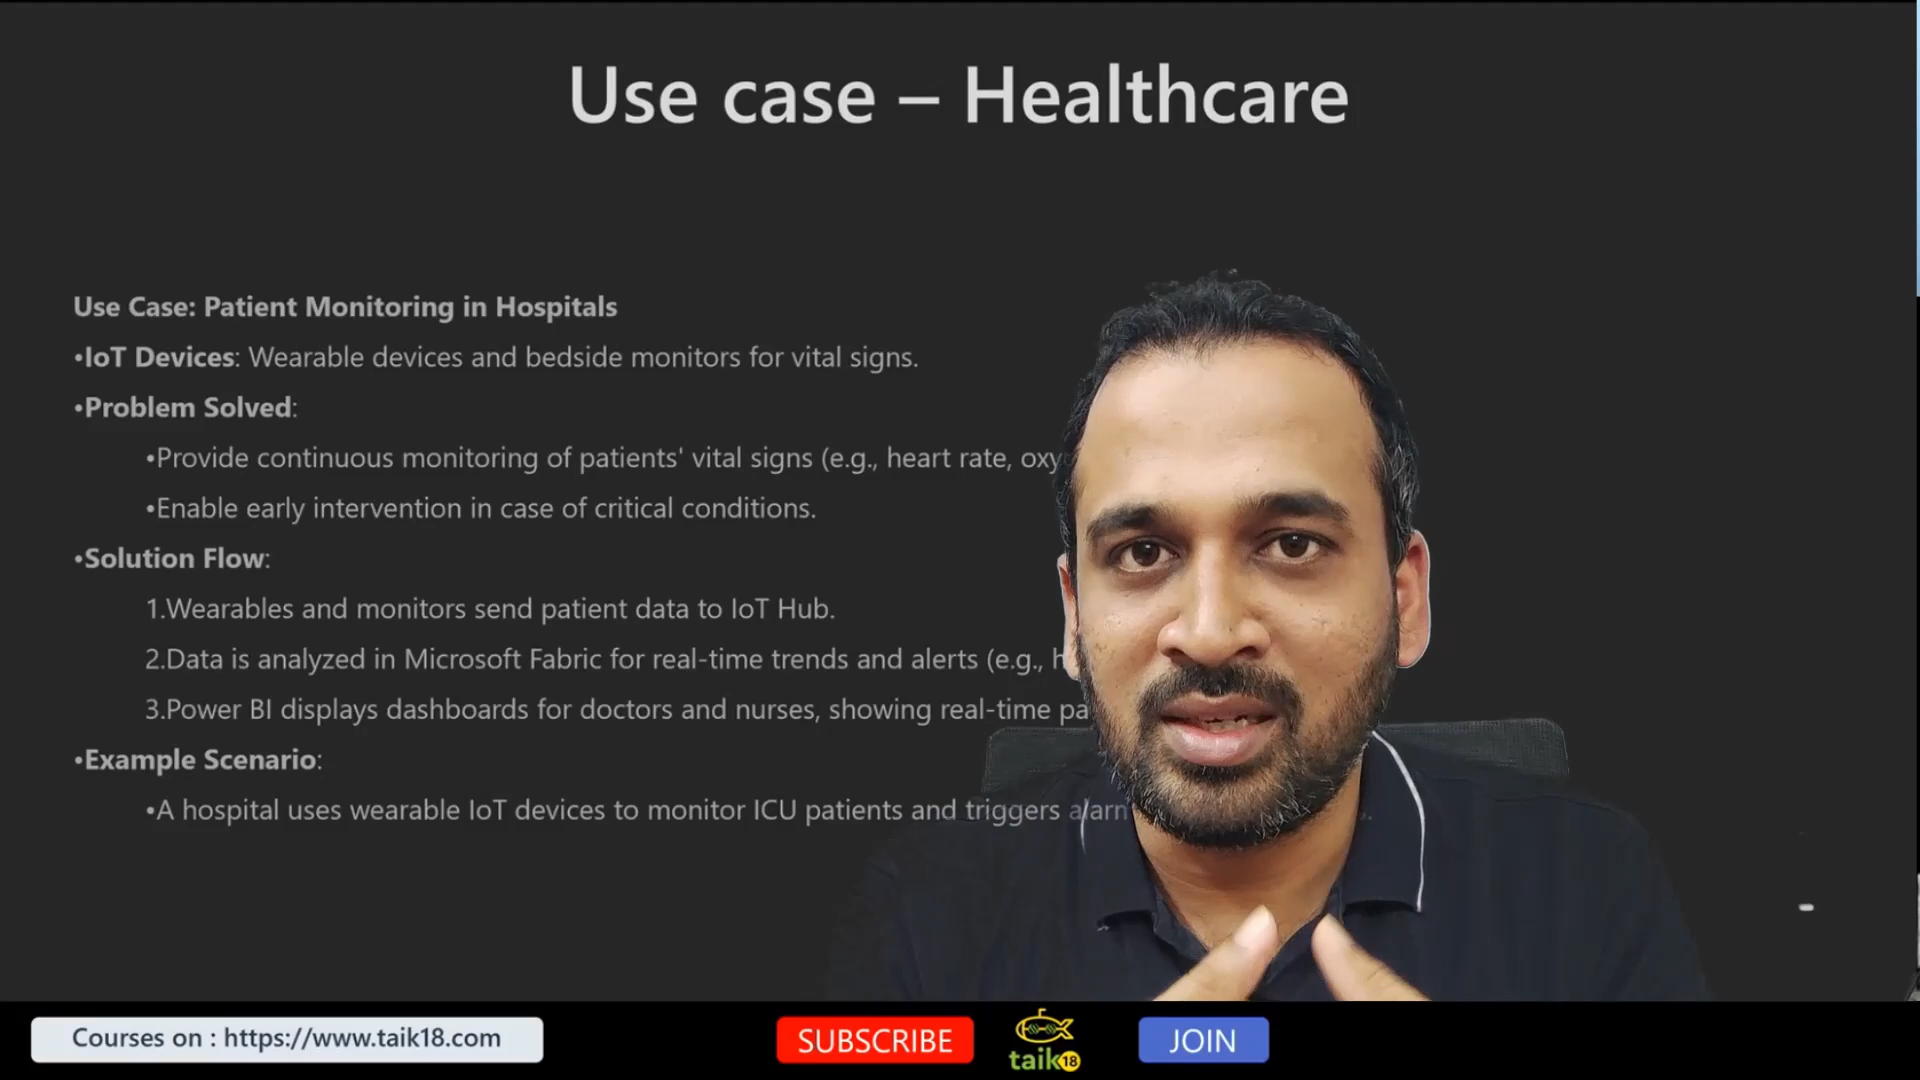 Use case – Healthcare
Use Case: Patient Monitoring in Hospitals
•IoT Devices: Wearable devices and bedside monitors for vital signs.
•Problem Solved:
•Provide continuous monitoring of patients' vital signs (e.g., heart rate,
•Enable early intervention in case of critical conditions.
•Solution Flow:
1.Wearables and monitors send patient data to IoT Hub.
2.Data is analyzed in Microsoft Fabric for real-time trends and alerts (e.g.,
3.Power BI displays dashboards for doctors and nurses, showing real-time
•Example Scenario:
•A hospital uses wearable IoT devices to monitor ICU patients and triggers
Courses on : https://www.taik18.com
SUBSCRIBE
taik18
JOIN